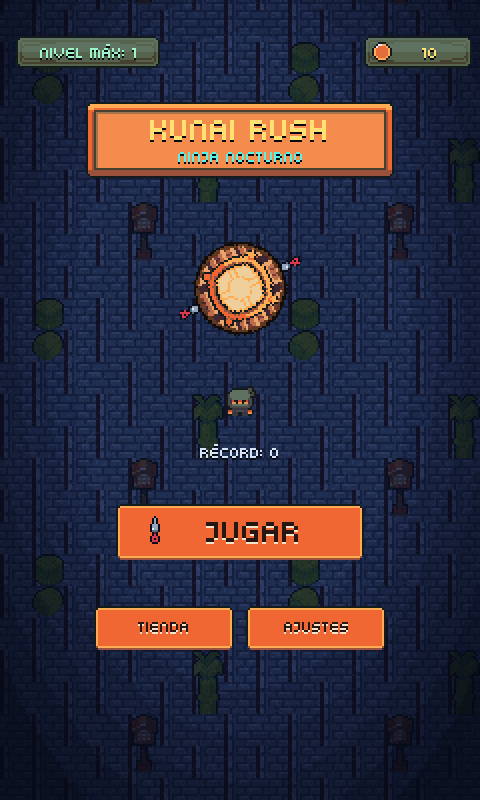 NIVEL MÁX: 1
10
KUNAI RUSH
NINJA NOCTURNO
RÉCORD: 0
JUGAR
TIENDA
AJUSTES